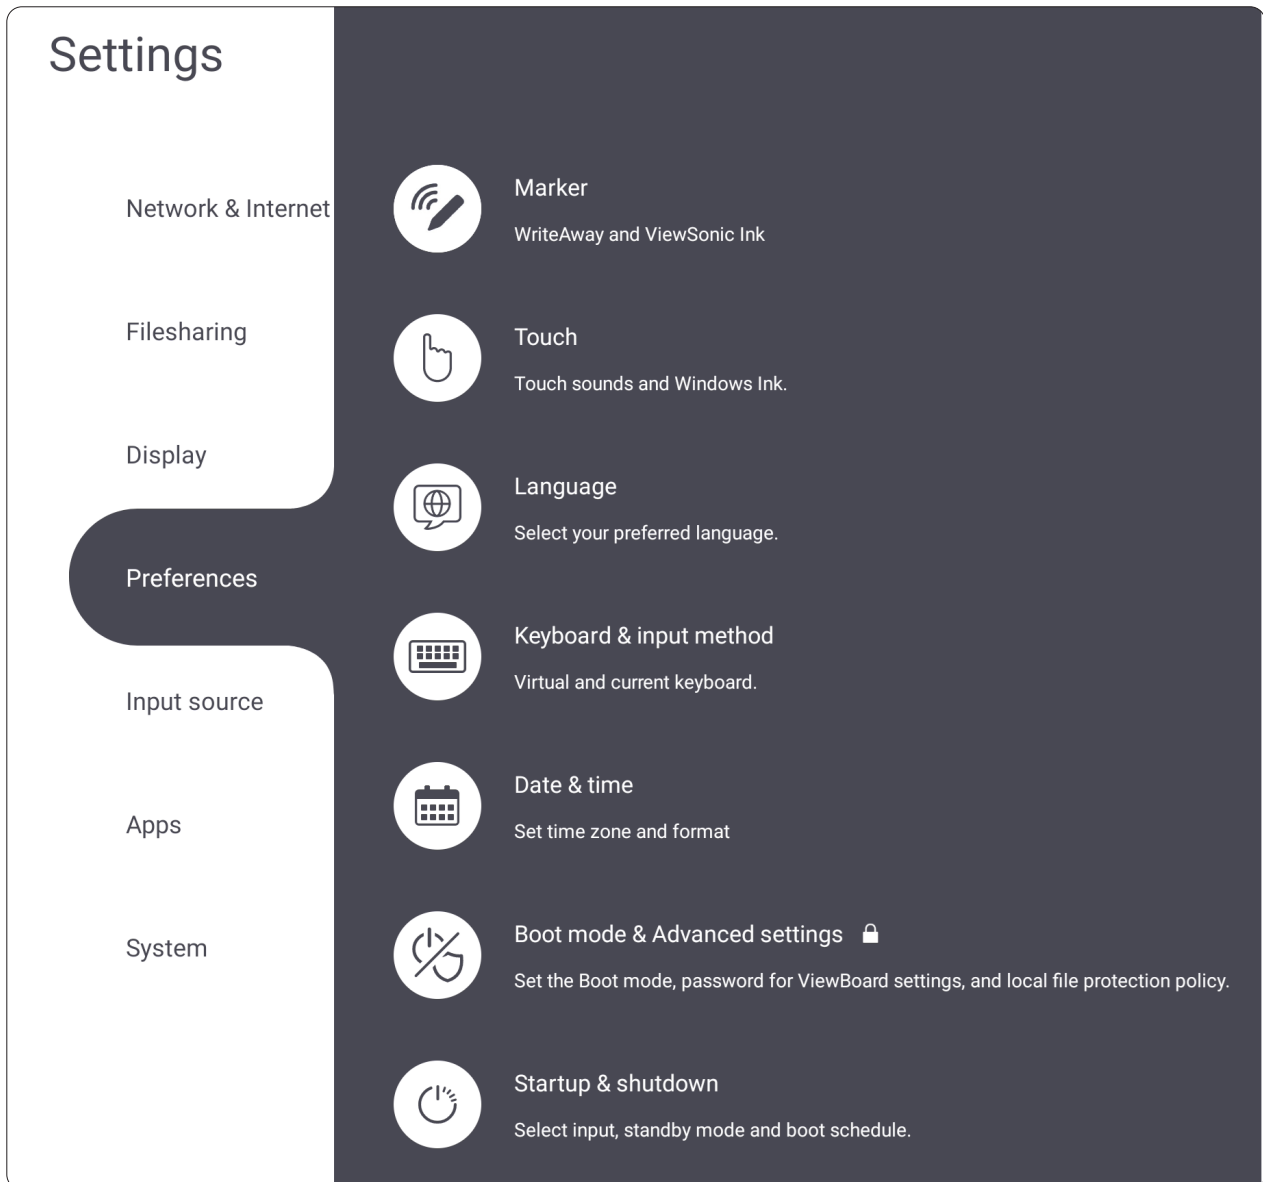 Settings
Network & Internet
Filesharing
Display
Preferences
Input source
Apps
System
Marker
WriteAway and ViewSonic Ink
Touch
Touch sounds and Windows Ink.
Language
Select your preferred language.
Keyboard & input method
Virtual and current keyboard.
Date & time
Set time zone and format
Boot mode & Advanced settings
Set the Boot mode, password for ViewBoard settings, and local file protection policy.
Startup & shutdown
Select input, standby mode and boot schedule.